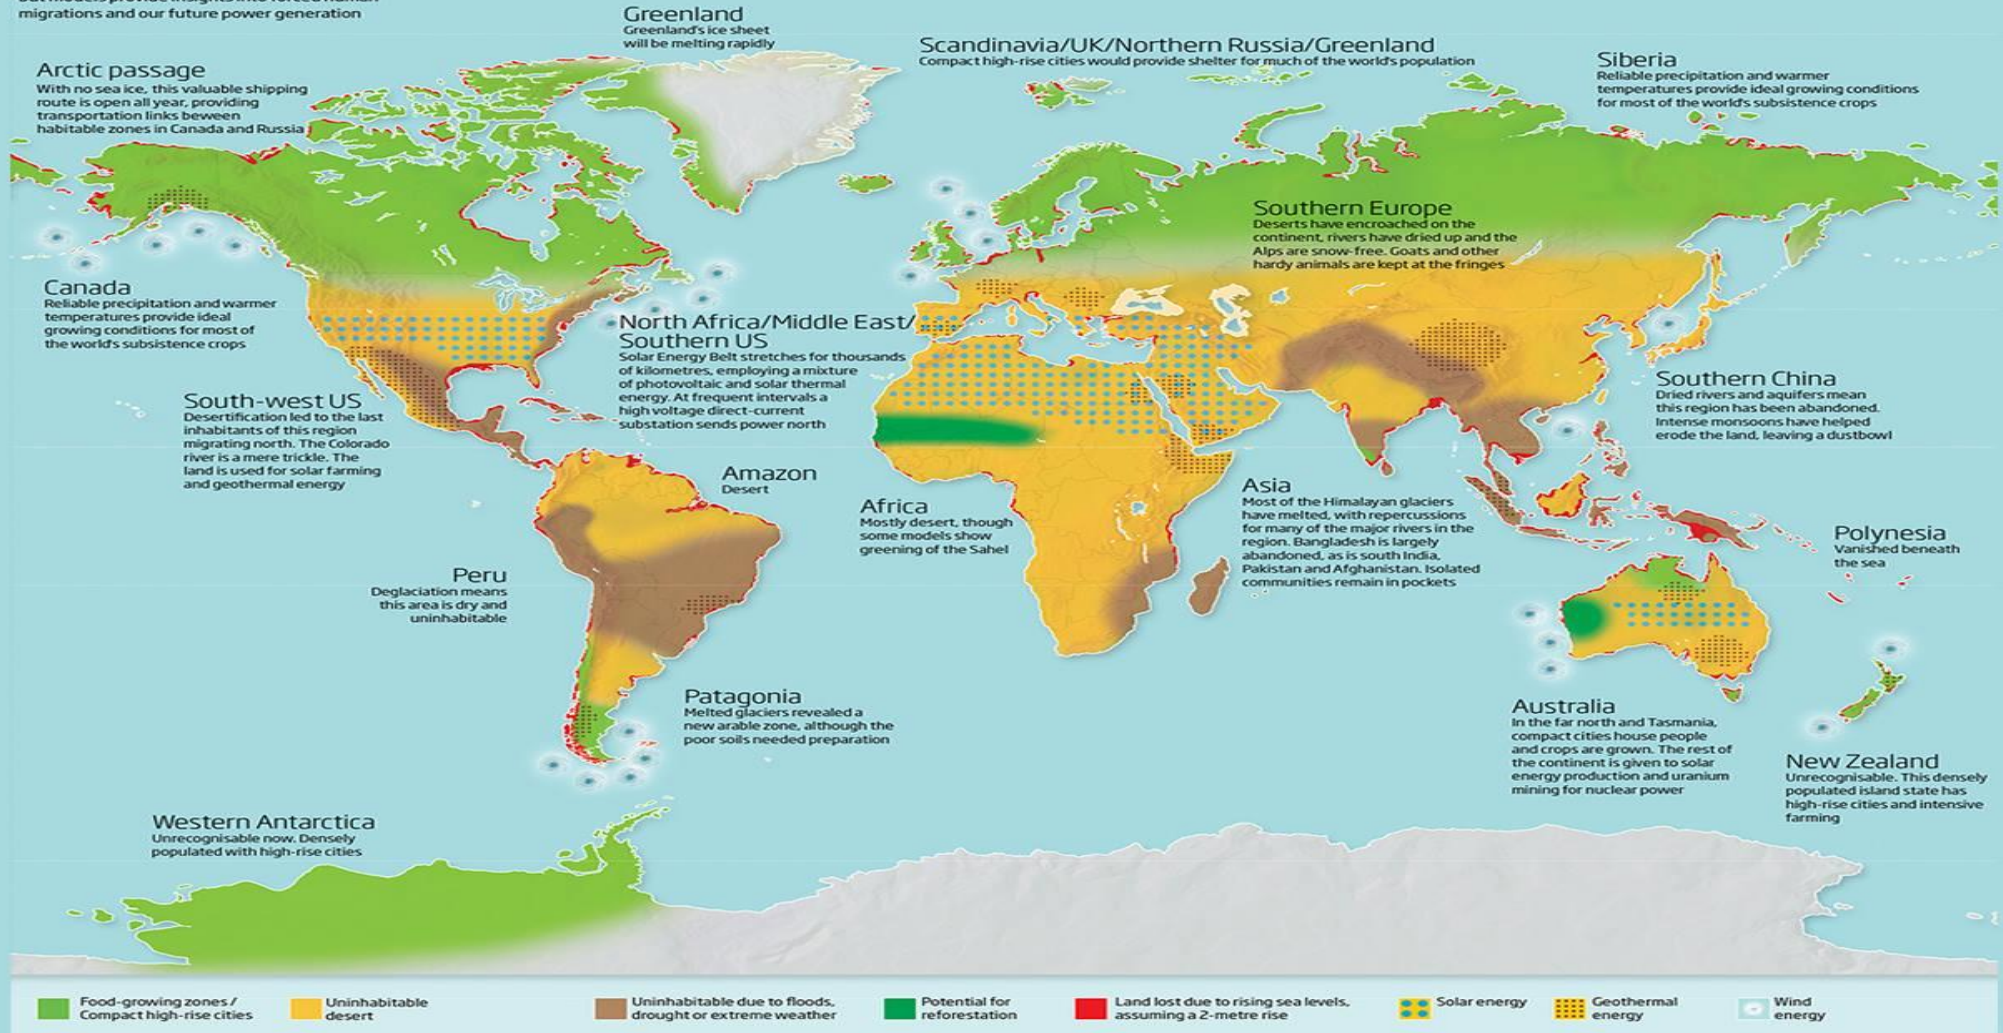 migrations and our future power generation
Greenland
Greenland's ice sheet
will be melting rapidly
Scandinavia/UK/Northern Russia/Greenland
Compact high-rise cities would provide shelter for much of the world's population
Siberia
Reliable precipitation and warmer
temperatures provide ideal growing conditions
for most of the world's subsistence crops
Arctic passage
With no sea ice, this valuable shipping
route is open all year, providing
transportation links beween
habitable zones in Canada and Russia
Southern Europe
Deserts have encroached on the
continent, rivers have dried up and the
Alps are snow-free. Goats and other
hardy animals are kept at the fringes
Canada
Reliable precipitation and warmer
temperatures provide ideal
growing conditions for most of
the world's subsistence crops
North Africa/Middle East/
Southern US
Solar Energy Belt stretches for thousands
of kilometres, employing a mixture
of photovoltaic and solar thermal
energy. At frequent intervals a
high voltage direct-current
substation sends power north
South-west US
Desertification led to the last
inhabitants of this region
migrating north. The Colorado
river is a mere trickle. The
land is used for solar farming
and geothermal energy
Southern China
Dried rivers and aquifers mean
this region has been abandoned.
Intense monsoons have helped
erode the land, leaving a dustbowl
Amazon
Desert
Africa
Mostly desert, though
some models show
greening of the Sahel
Asia
Most of the Himalayan glaciers
have melted, with repercussions
for many of the major rivers in the
region. Bangladesh is largely
abandoned, as is south India,
Pakistan and Afghanistan. Isolated
communities remain in pockets
Polynesia
Vanished beneath
the sea
Peru
Deglaciation means
this area is dry and
uninhabitable
Patagonia
Melted glaciers revealed a
new arable zone, although the
poor soils needed preparation
Australia
In the far north and Tasmania,
compact cities house people
and crops are grown. The rest of
the continent is given to solar
energy production and uranium
mining for nuclear power
New Zealand
Unrecognisable. This densely
populated island state has
high-rise cities and intensive
farming
Western Antarctica
Unrecognisable now. Densely
populated with high-rise cities
Food-growing zones /
Compact high-rise cities
Uninhabitable
desert
Uninhabitable due to floods,
drought or extreme weather
Potential for
reforestation
Land lost due to rising sea levels,
assuming a 2-metre rise
Solar energy
Geothermal
energy
Wind
energy